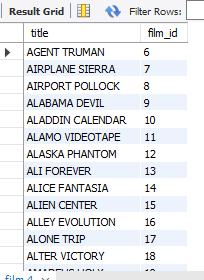 Result Grid Filter Rows:
title film_id
AGENT TRUMAN 6
AIRPLANE SIERRA 7
AIRPORT POLLOCK 8
ALABAMA DEVIL 9
ALADDIN CALENDAR 10
ALAMO VIDEOTAPE 11
ALASKA PHANTOM 12
ALI FOREVER 13
ALICE FANTASIA 14
ALIEN CENTER 15
ALLEY EVOLUTION 16
ALONE TRIP 17
ALTER VICTORY 18